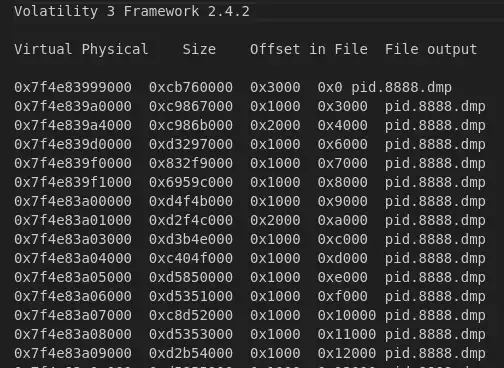 Volatility 3 Framework 2.4.2
Virtual Physical Size Offset in File File output
0x7f4e83999000 0xcb760000 0x3000 0x0 pid.8888.dmp
0x7f4e839a0000 0xc9867000 0x1000 0x3000 pid.8888.dmp
0x7f4e839a4000 0xc986b000 0x2000 0x4000 pid.8888.dmp
0x7f4e839d0000 0xd3297000 0x1000 0x6000 pid.8888.dmp
0x7f4e839f0000 0x832f9000 0x1000 0x7000 pid.8888.dmp
0x7f4e839f1000 0x6959c000 0x1000 0x8000 pid.8888.dmp
0x7f4e83a00000 0xd4f4b000 0x1000 0x9000 pid.8888.dmp
0x7f4e83a01000 0xd2f4c000 0x2000 0xa000 pid.8888.dmp
0x7f4e83a03000 0xd3b4e000 0x1000 0xc000 pid.8888.dmp
0x7f4e83a04000 0xc404f000 0x1000 0xd000 pid.8888.dmp
0x7f4e83a05000 0xd5850000 0x1000 0xe000 pid.8888.dmp
0x7f4e83a06000 0xd5351000 0x1000 0xf000 pid.8888.dmp
0x7f4e83a07000 0xc8d52000 0x1000 0x10000 pid.8888.dmp
0x7f4e83a08000 0xd5353000 0x1000 0x11000 pid.8888.dmp
0x7f4e83a09000 0xd2b54000 0x1000 0x12000 pid.8888.dmp